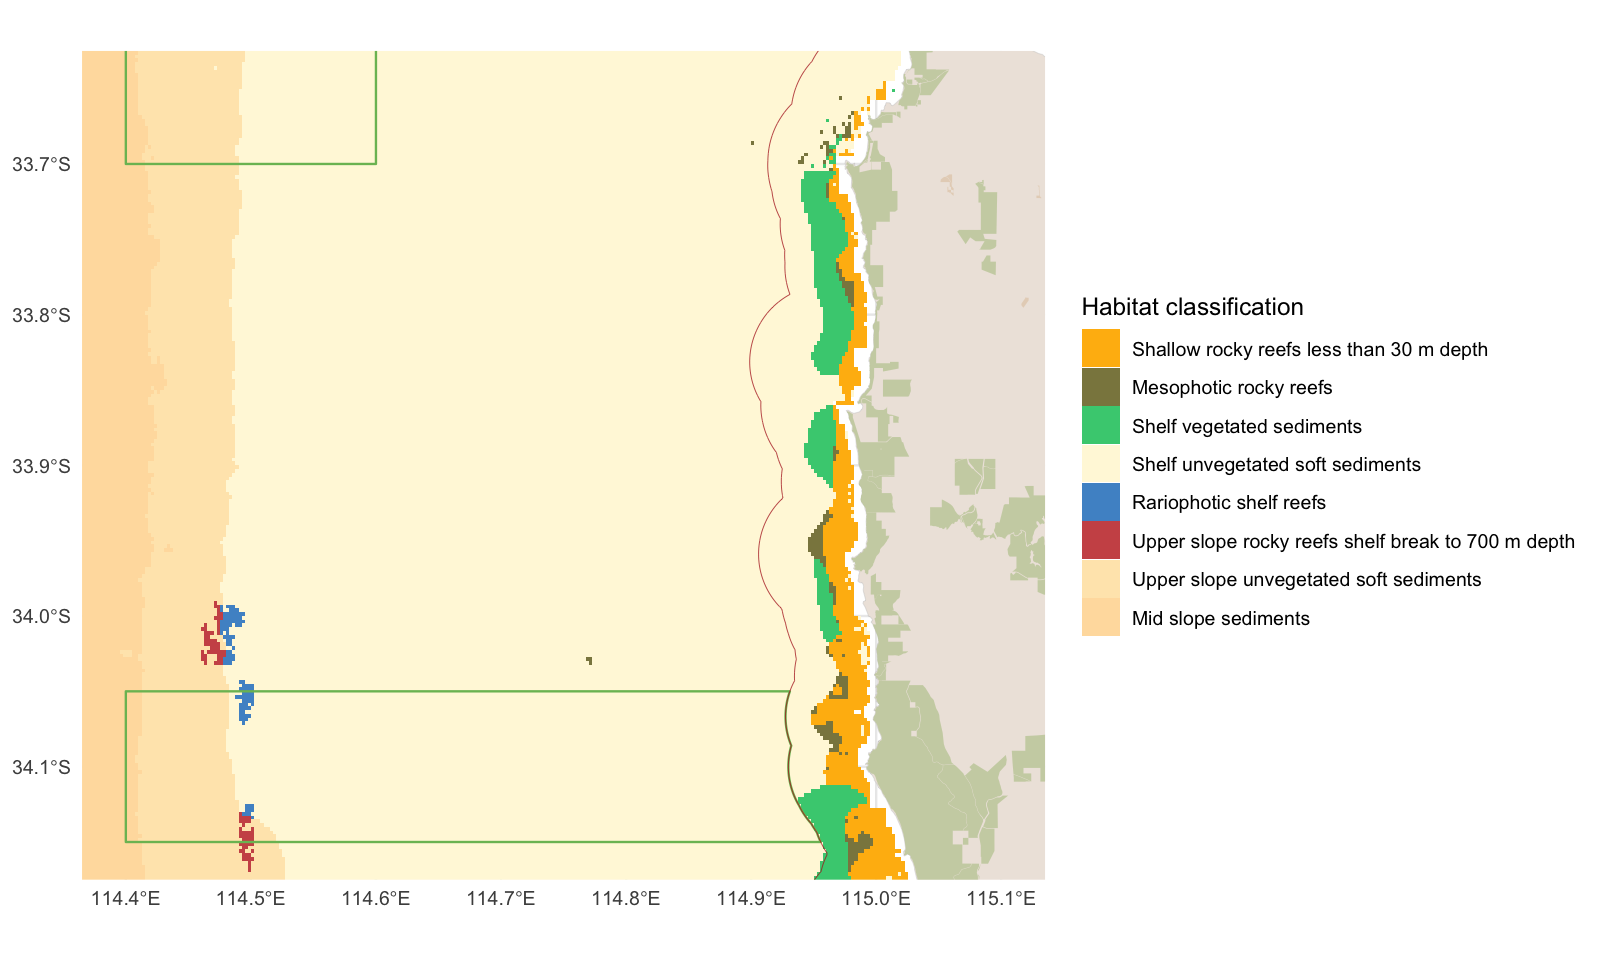 33.7°S
33.8°S
33.9°S
34.0°S
34.1°S
114.4°E 114.5°E 114.6°E 114.7°E 114.8°E 114.9°E 115.0°E 115.1°E
Habitat classification
Shallow rocky reefs less than 30 m depth
Mesophotic rocky reefs
Shelf vegetated sediments
Shelf unvegetated soft sediments
Rariophotic shelf reefs
Upper slope rocky reefs shelf break to 700 m depth
Upper slope unvegetated soft sediments
Mid slope sediments